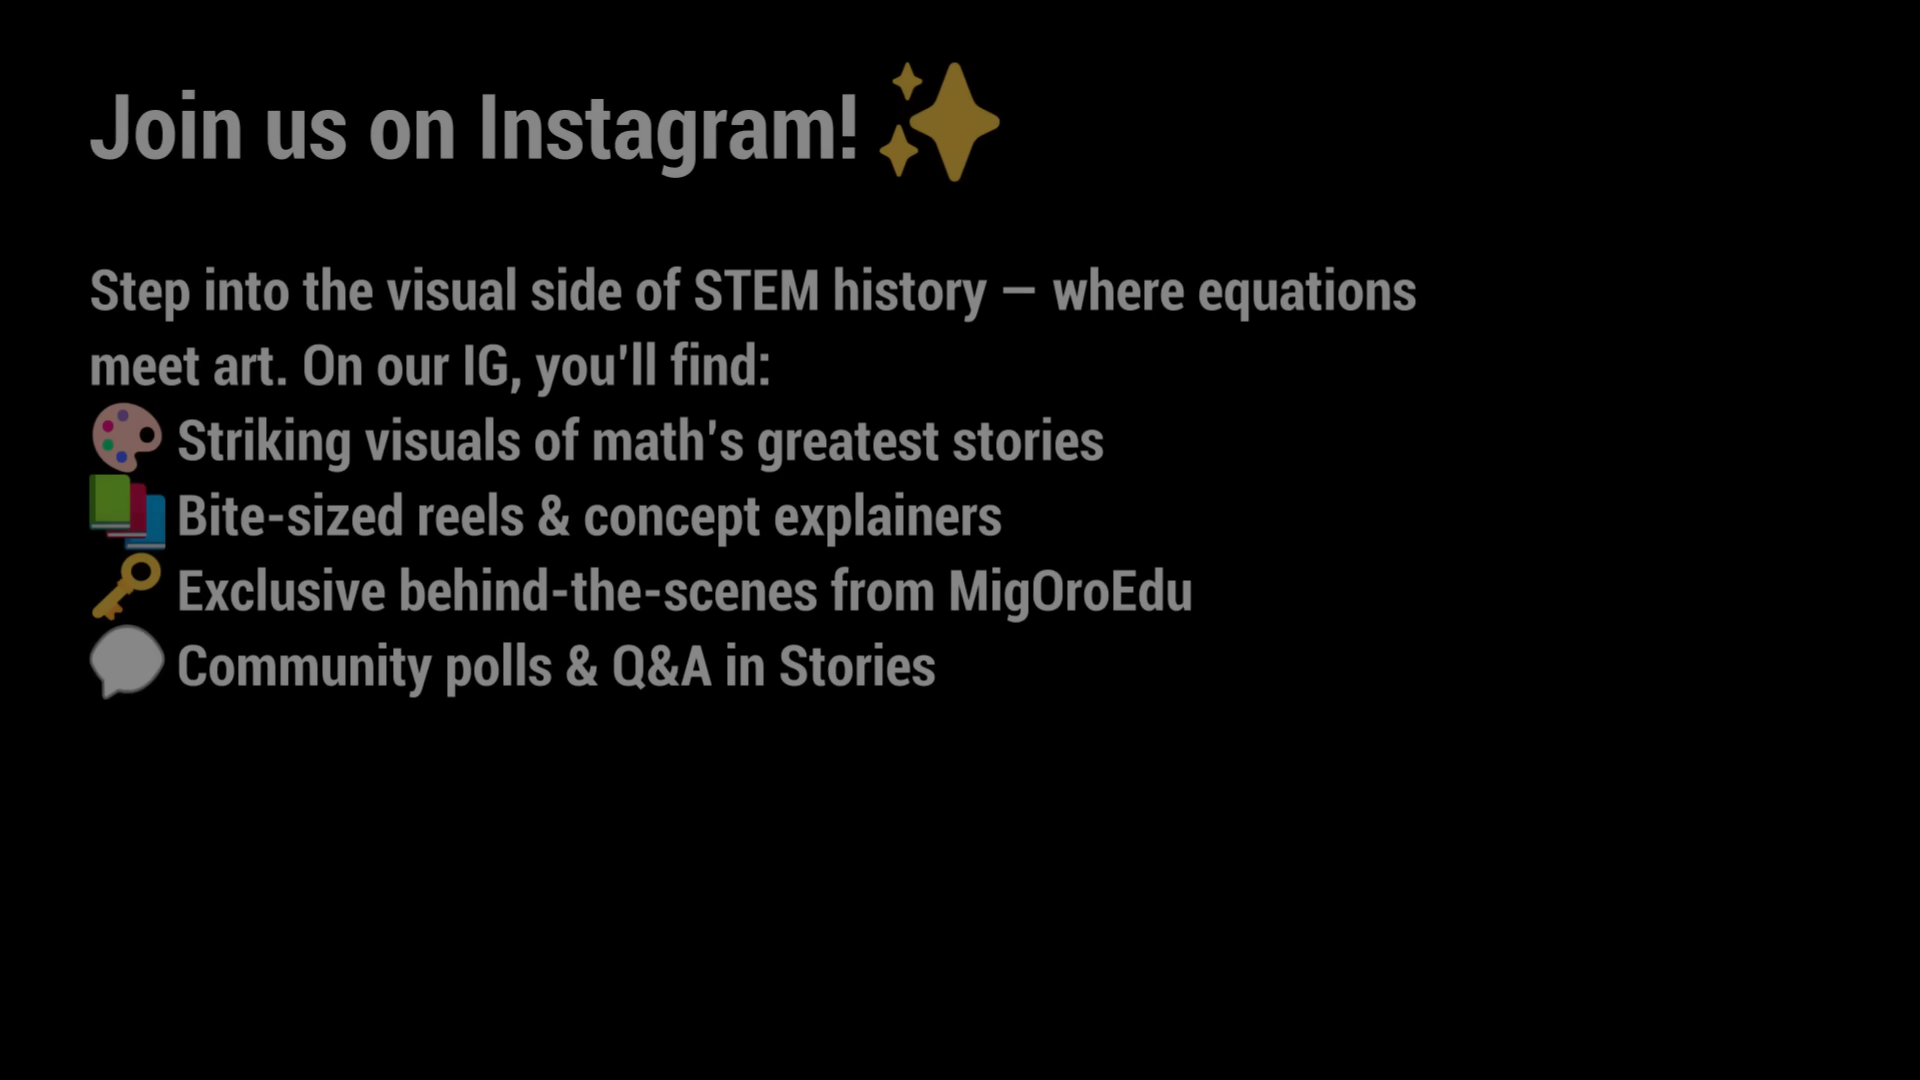 Join us on Instagram! ✨
Step into the visual side of STEM history — where equations
meet art. On our IG, you'll find:
🎨 Striking visuals of math's greatest stories
📚 Bite-sized reels & concept explainers
🔑 Exclusive behind-the-scenes from MigOroEdu
💬 Community polls & Q&A in Stories